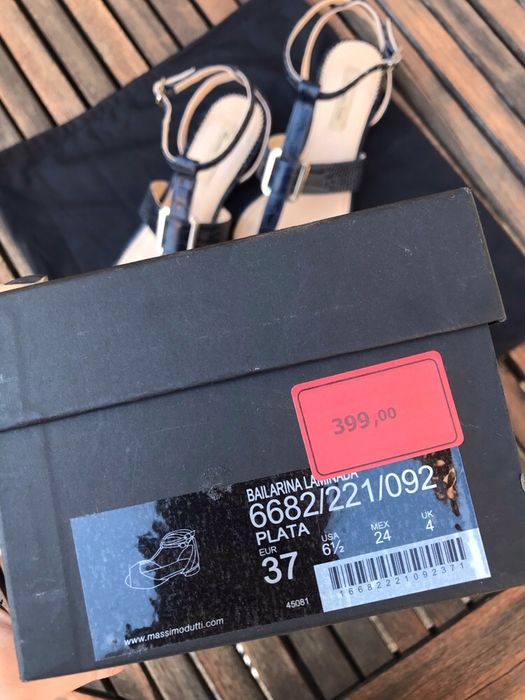 399,00
BAILARINA LAMINADA
6682/221/092
PLATA
EUR USA MEX UK
37 6½ 24 4
16682221092371
45081
www.massimodutti.com